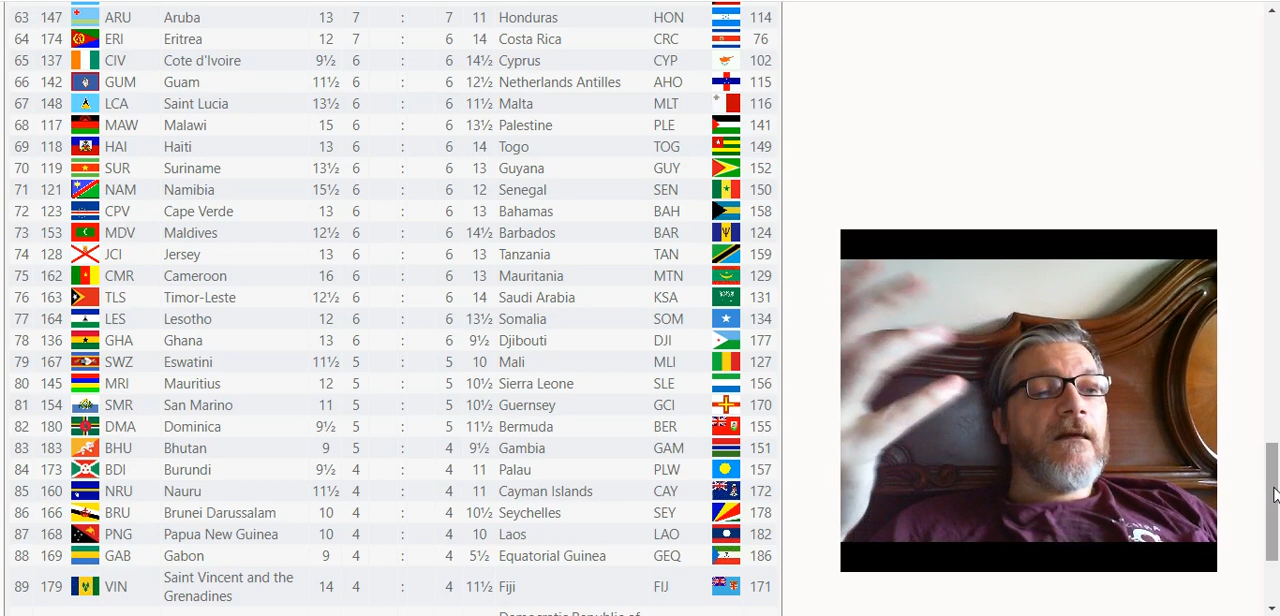 63 147 ARU Aruba 13 7 : 7 11 Honduras HON 114
64 174 ERI Eritrea 12 7 : 6 14 Costa Rica CRC 76
65 137 CIV Cote d'Ivoire 9½ 6 : 6 14½ Cyprus CYP 102
66 142 GUM Guam 11½ 6 : 6 12½ Netherlands Antilles AHO 115
67 148 LCA Saint Lucia 13½ 6 : 6 11½ Malta MLT 116
68 117 MAW Malawi 15 6 : 6 13½ Palestine PLE 141
69 118 HAI Haiti 13 6 : 6 14 Togo TOG 149
70 119 SUR Suriname 13½ 6 : 6 13 Guyana GUY 152
71 121 NAM Namibia 15½ 6 : 6 12 Senegal SEN 150
72 123 CPV Cape Verde 13 6 : 6 13 Bahamas BAH 158
73 153 MDV Maldives 12½ 6 : 6 14½ Barbados BAR 124
74 128 JCI Jersey 13 6 : 6 13 Tanzania TAN 159
75 162 CMR Cameroon 16 6 : 6 13 Mauritania MTN 129
76 163 TLS Timor-Leste 12½ 6 : 6 14 Saudi Arabia KSA 131
77 164 LES Lesotho 12 6 : 6 13½ Somalia SOM 134
78 136 GHA Ghana 13 6 : 6 9½ Djibouti DJI 177
79 167 SWZ Eswatini 11½ 5 : 5 10 Mali MLI 127
80 145 MRI Mauritius 12 5 : 5 10½ Sierra Leone SLE 156
81 154 SMR San Marino 11 5 : 5 11½ Guernsey GCI 170
82 180 DMA Dominica 9½ 5 : 5 11½ Bermuda BER 155
83 183 BHU Bhutan 9 5 : 4 9½ Gambia GAM 151
84 173 BDI Burundi 9½ 4 : 4 11 Palau PLW 157
85 160 NRU Nauru 11½ 4 : 4 11 Cayman Islands CAY 172
86 166 BRU Brunei Darussalam 10 4 : 4 10½ Seychelles SEY 178
87 168 PNG Papua New Guinea 10 4 : 4 10 Laos LAO 182
88 169 GAB Gabon 9 4 : 4 5½ Equatorial Guinea GEQ 186
89 179 VIN Saint Vincent and the Grenadines 14 4 : 4 11½ Fiji FIJ 171
Democratic Republic of